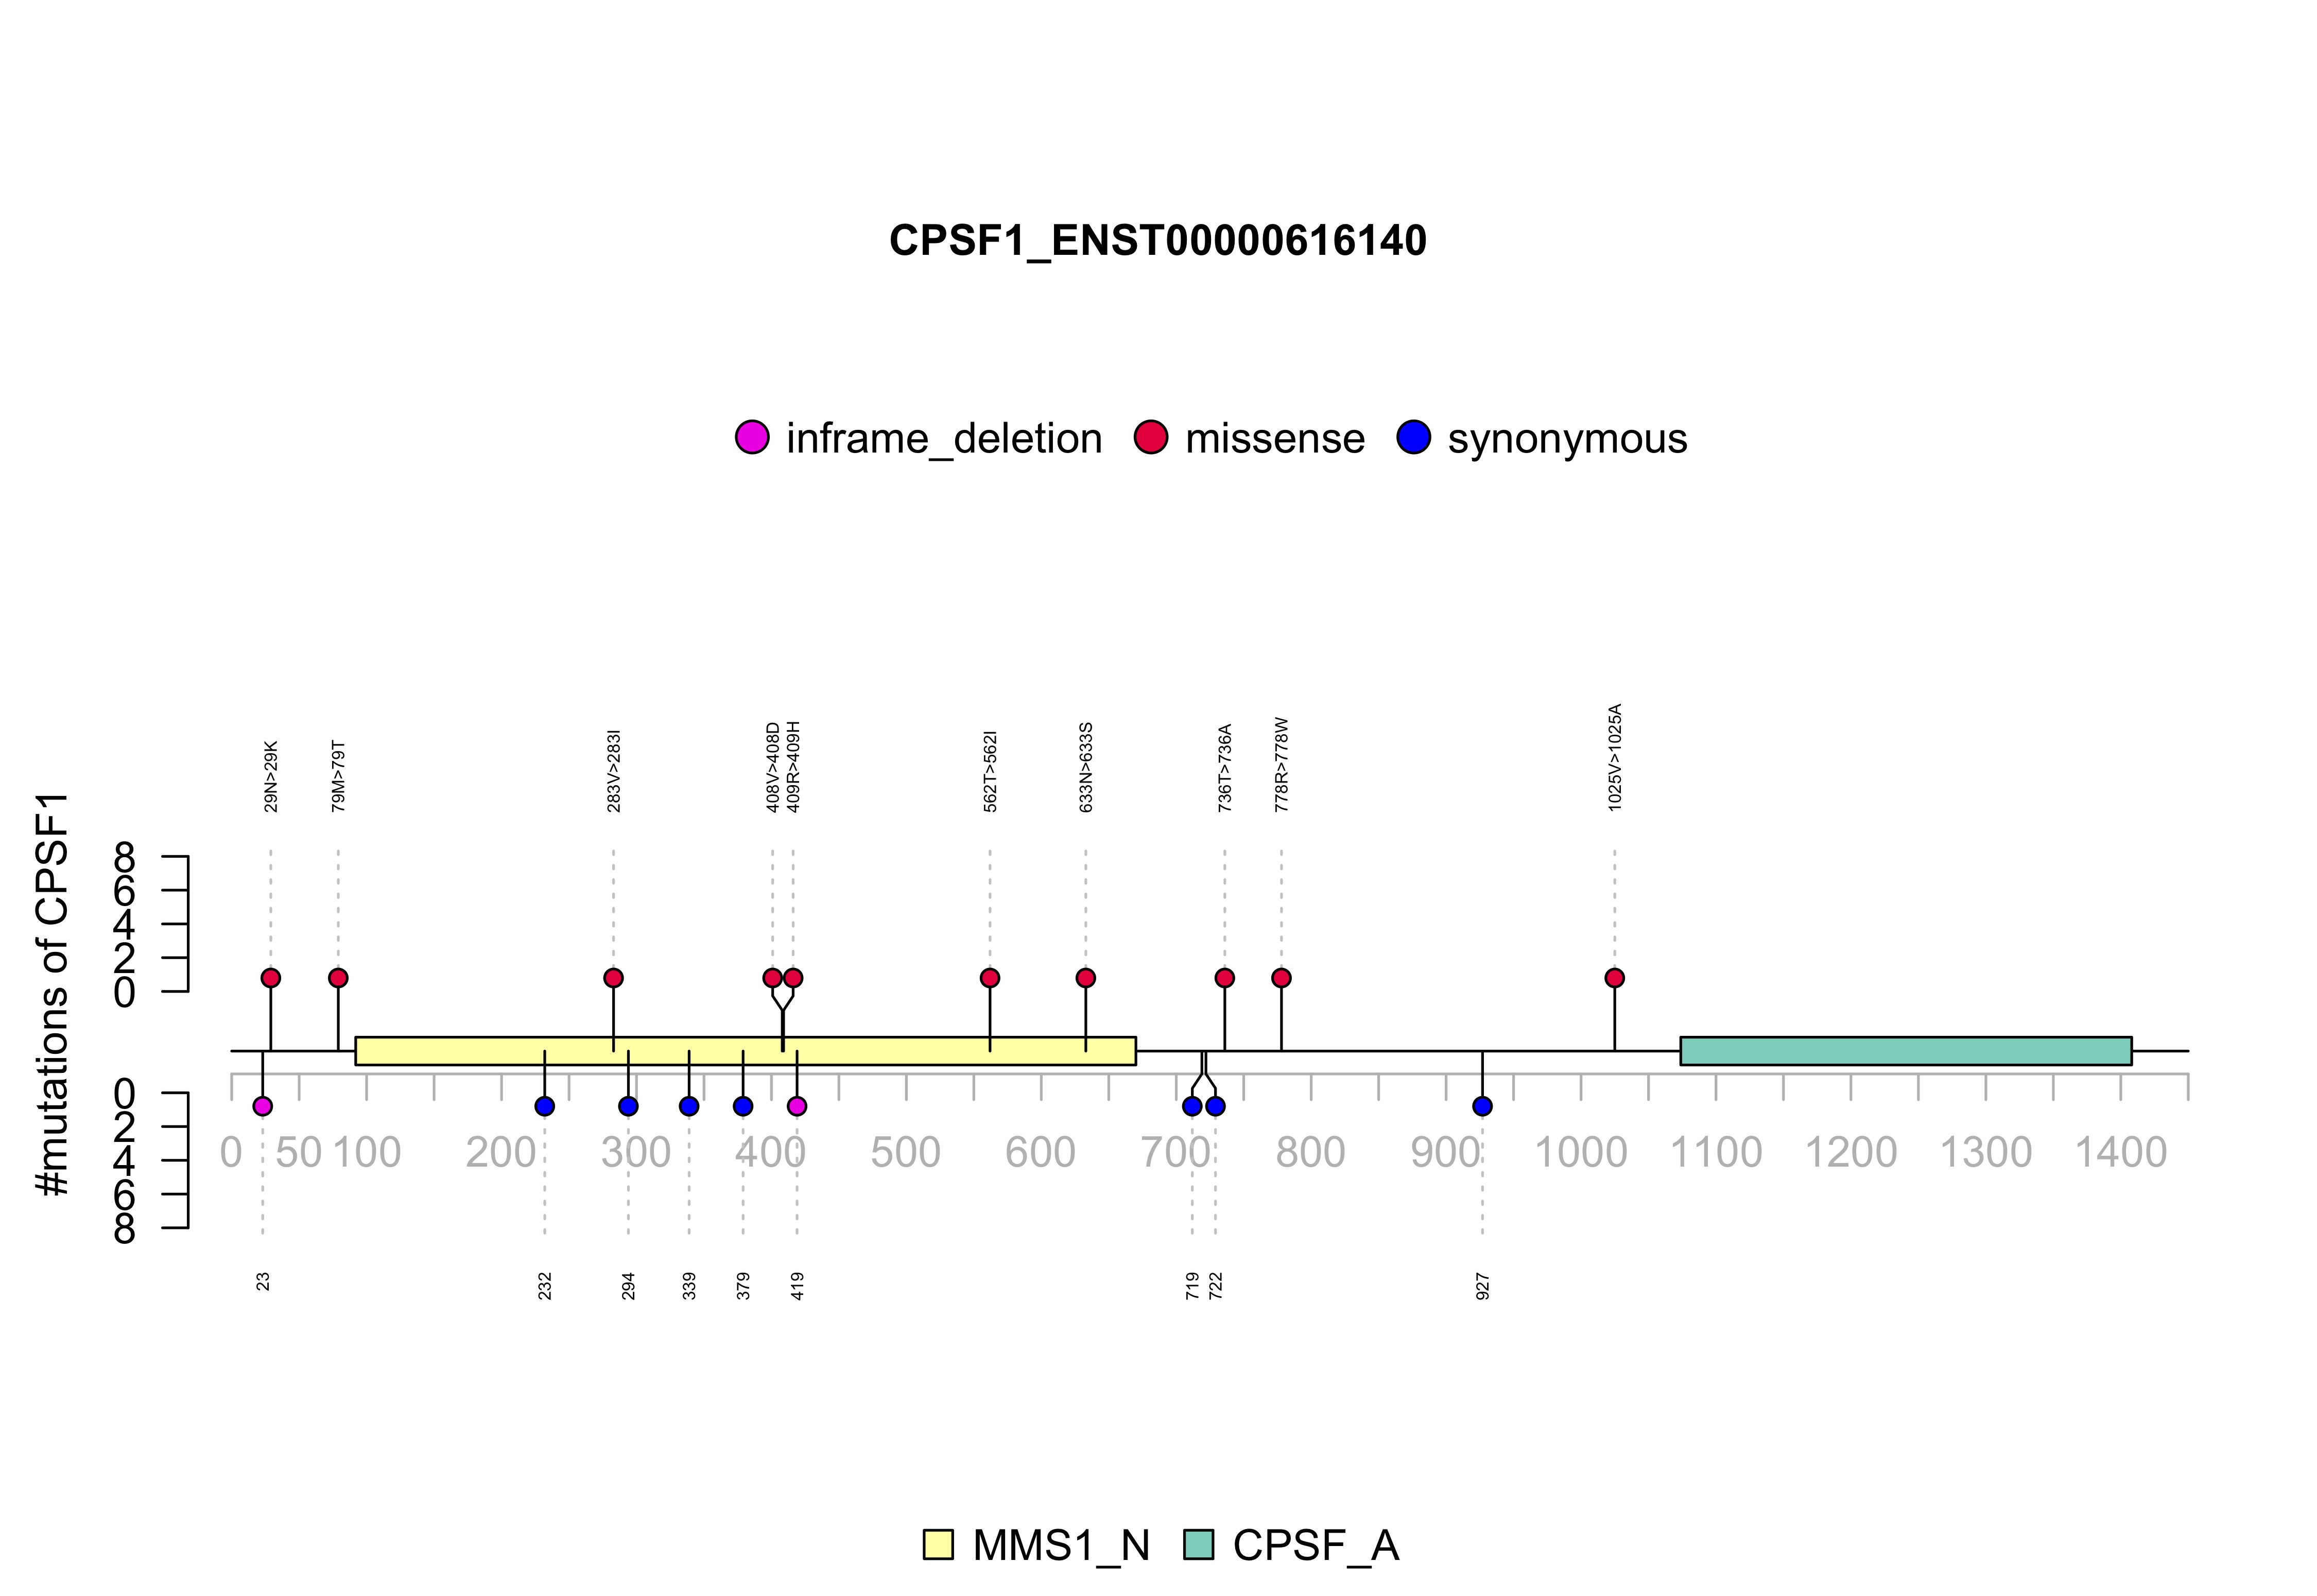 CPSF1_ENST00000616140
inframe_deletion missense synonymous
29N>29K
79M>79T
283V>283I
408V>408D
409R>409H
562T>562I
633N>633S
736T>736A
778R>778W
1025V>1025A
#mutations of CPSF1
8
6
4
2
0
0
2
4
6
8
0 50 100 200 300 400 500 600 700 800 900 1000 1100 1200 1300 1400
23
232
294
339
379
419
719
722
927
MMS1_N CPSF_A